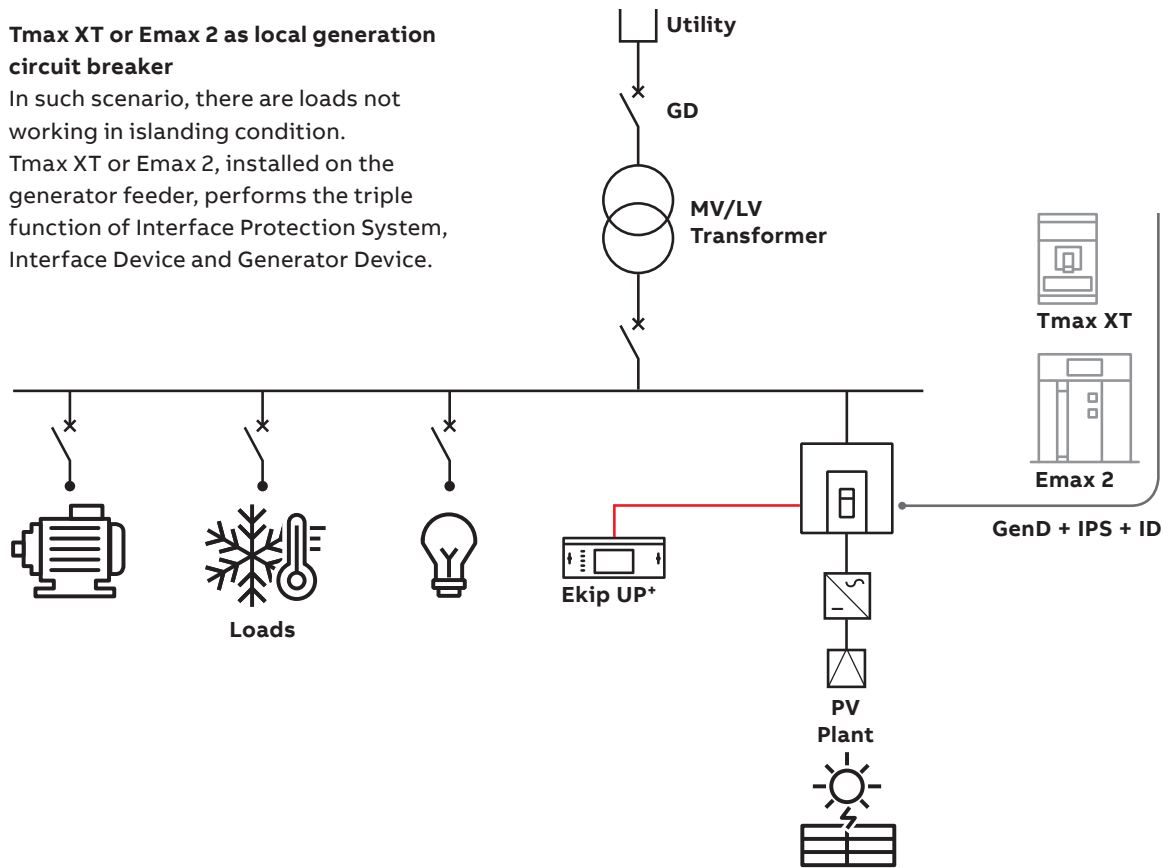 Tmax XT or Emax 2 as local generation
circuit breaker
In such scenario, there are loads not
working in islanding condition.
Tmax XT or Emax 2, installed on the
generator feeder, performs the triple
function of Interface Protection System,
Interface Device and Generator Device.
Utility
GD
MV/LV
Transformer
Tmax XT
Emax 2
GenD + IPS + ID
Ekip UP⁺
Loads
PV
Plant